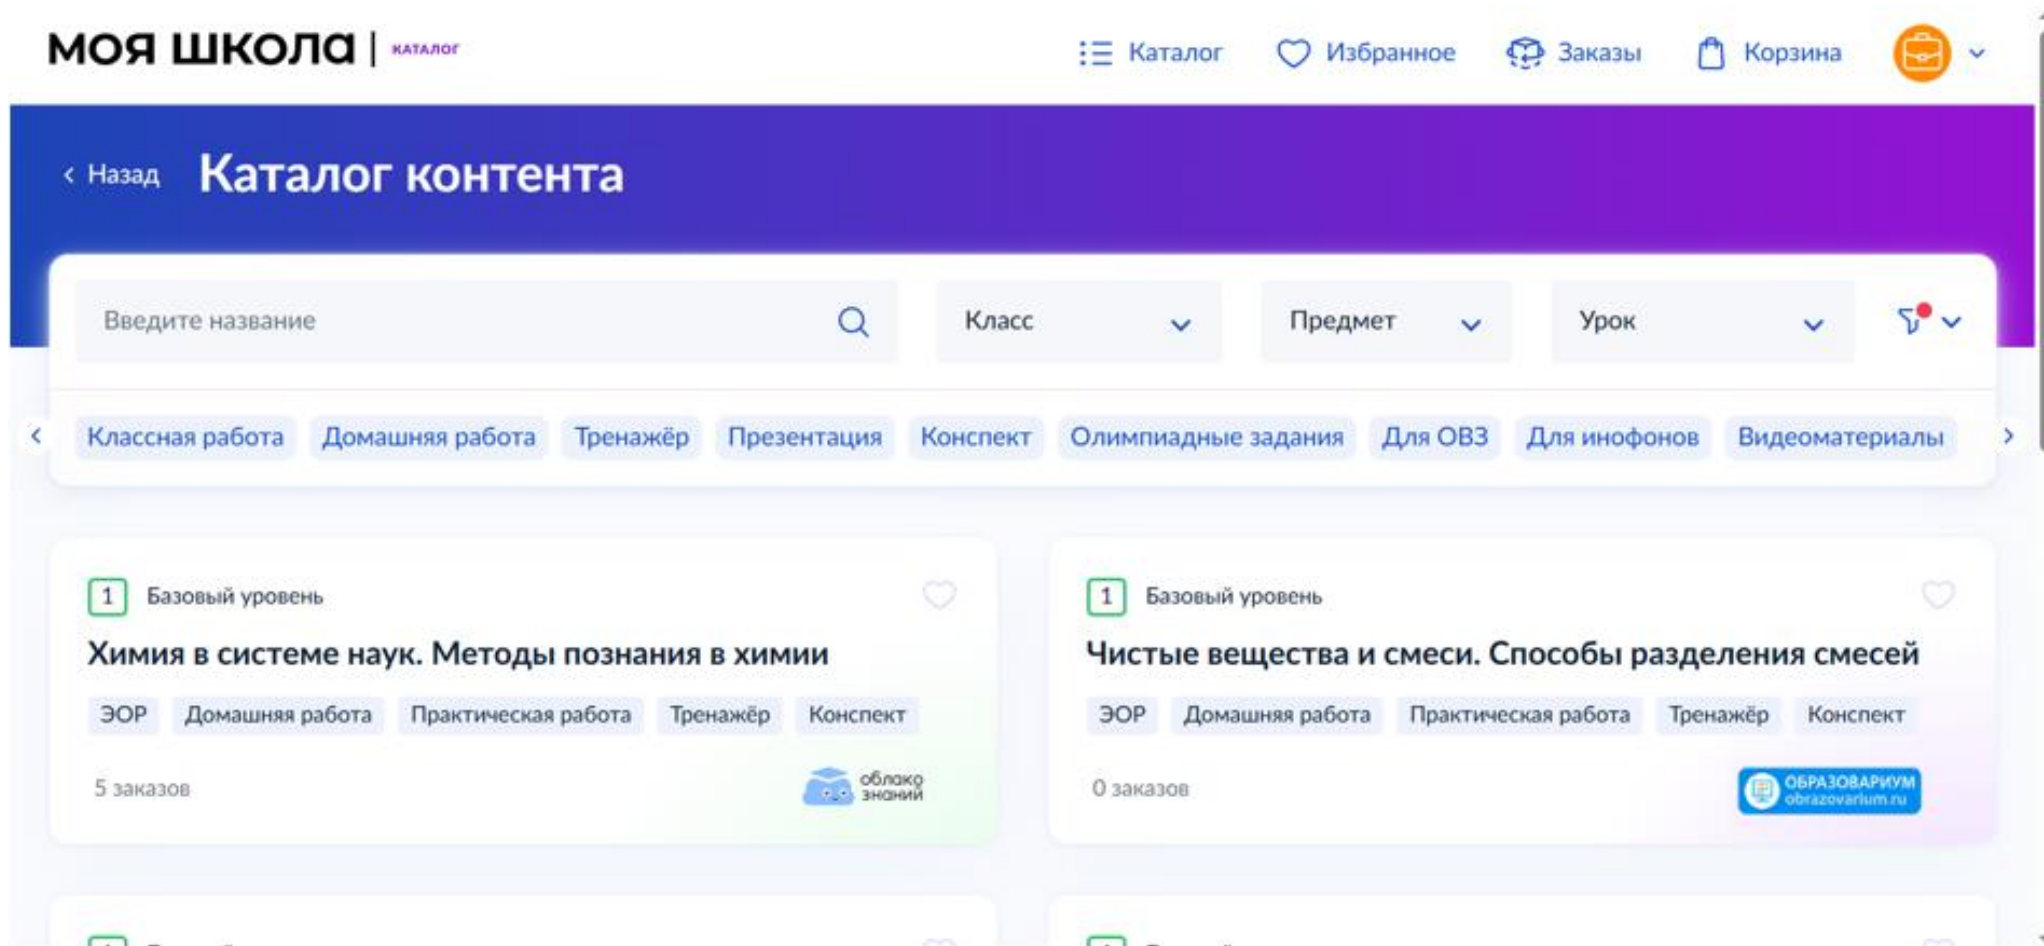 МОЯ ШКОЛА | КАТАЛОГ
Каталог
Избранное
Заказы
Корзина
Назад
Каталог контента
Введите название
Класс
Предмет
Урок
Классная работа
Домашняя работа
Тренажёр
Презентация
Конспект
Олимпиадные задания
Для ОВЗ
Для инофонов
Видеоматериалы
1 Базовый уровень
Химия в системе наук. Методы познания в химии
ЭОР
Домашняя работа
Практическая работа
Тренажёр
Конспект
5 заказов
облако
знаний
1 Базовый уровень
Чистые вещества и смеси. Способы разделения смесей
ЭОР
Домашняя работа
Практическая работа
Тренажёр
Конспект
0 заказов
ОБРАЗОВАРИУМ
obrazovarium.ru